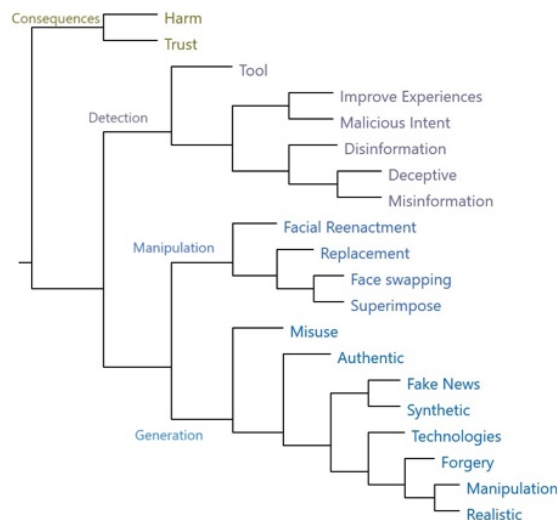 Consequences
Harm
Trust
Tool
Detection
Improve Experiences
Malicious Intent
Disinformation
Deceptive
Misinformation
Facial Reenactment
Manipulation
Replacement
Face swapping
Superimpose
Misuse
Authentic
Fake News
Synthetic
Generation
Technologies
Forgery
Manipulation
Realistic